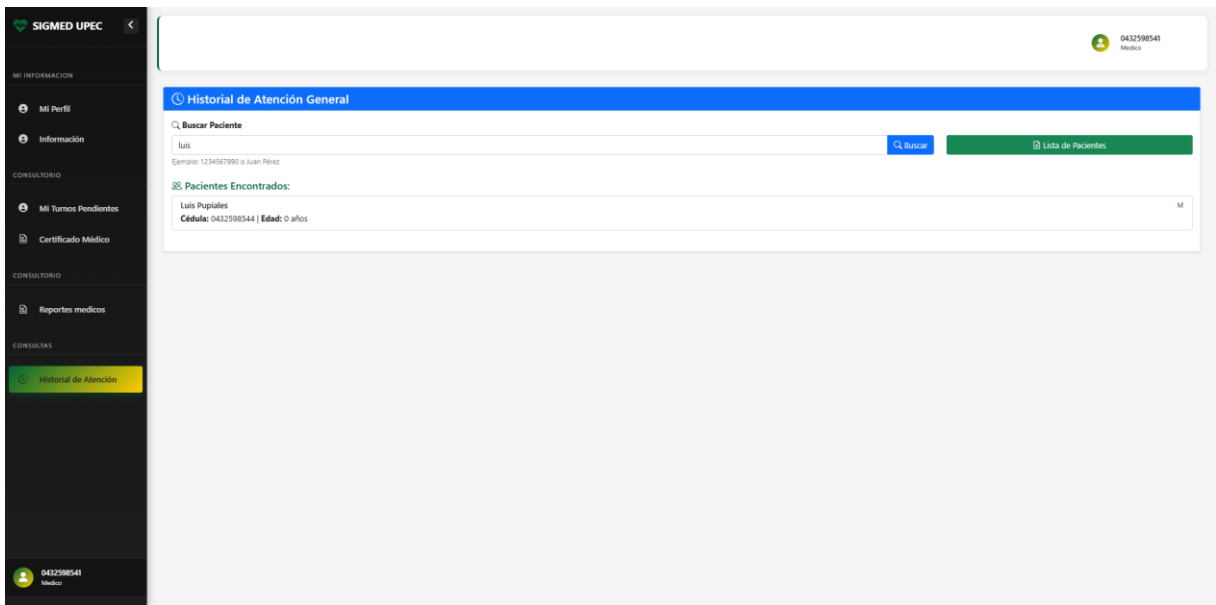 SIGMED UPEC
MI INFORMACION
Mi Perfil
Información
CONSULTORIO
Mi Turnos Pendientes
Certificado Médico
CONSULTORIO
Reportes medicos
CONSULTAS
Historial de Atención
0432598541
Medico
0432598541
Medico
Historial de Atención General
Buscar Paciente
luis
Buscar
Lista de Pacientes
Ejemplo: 1234567890 o Juan Pérez
Pacientes Encontrados:
Luis Pupiales
M
Cédula: 0432598544 | Edad: 0 años